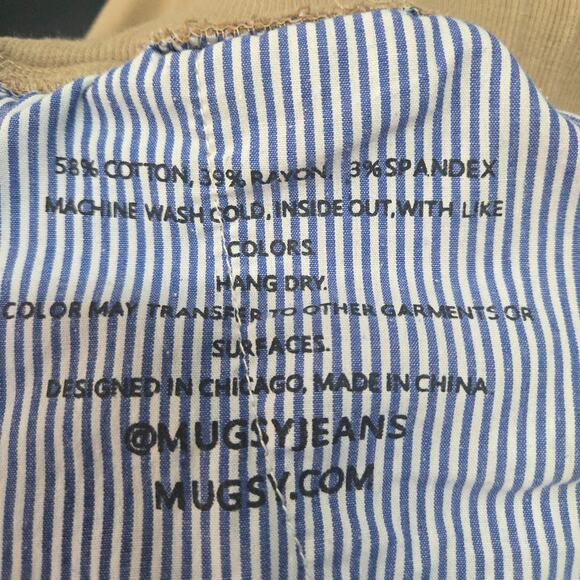 58% COTTON, 39% RAYON, 3% SPANDEX
MACHINE WASH COLD, INSIDE OUT, WITH LIKE
COLORS.
HANG DRY.
COLOR MAY TRANSFER TO OTHER GARMENTS OR
SURFACES.
DESIGNED IN CHICAGO, MADE IN CHINA.
@MUGSYJEANS
MUGSY.COM